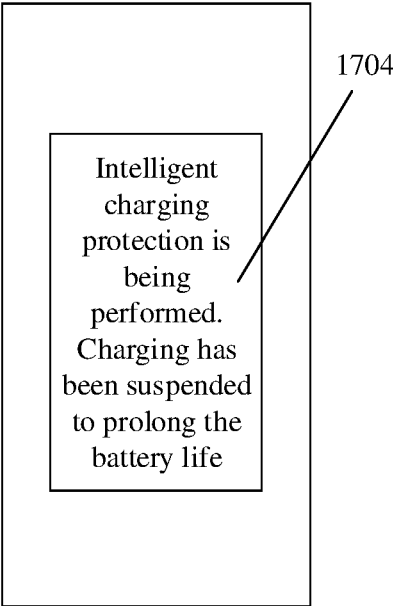 1704
Intelligent
charging
protection is
being
performed.
Charging has
been suspended
to prolong the
battery life